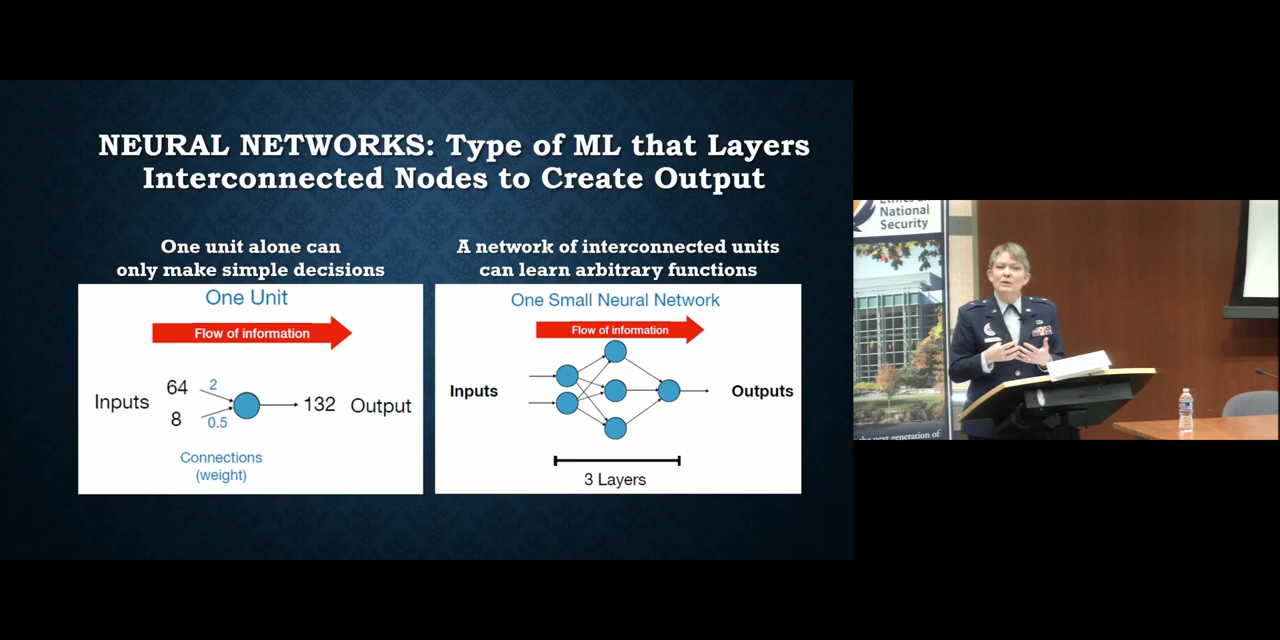 NEURAL NETWORKS: Type of ML that Layers
Interconnected Nodes to Create Output
One unit alone can
only make simple decisions
One Unit
Flow of information
Inputs
64
2
8
0.5
132
Output
Connections
(weight)
A network of interconnected units
can learn arbitrary functions
One Small Neural Network
Flow of information
Inputs
Outputs
3 Layers
National
Security
generation of